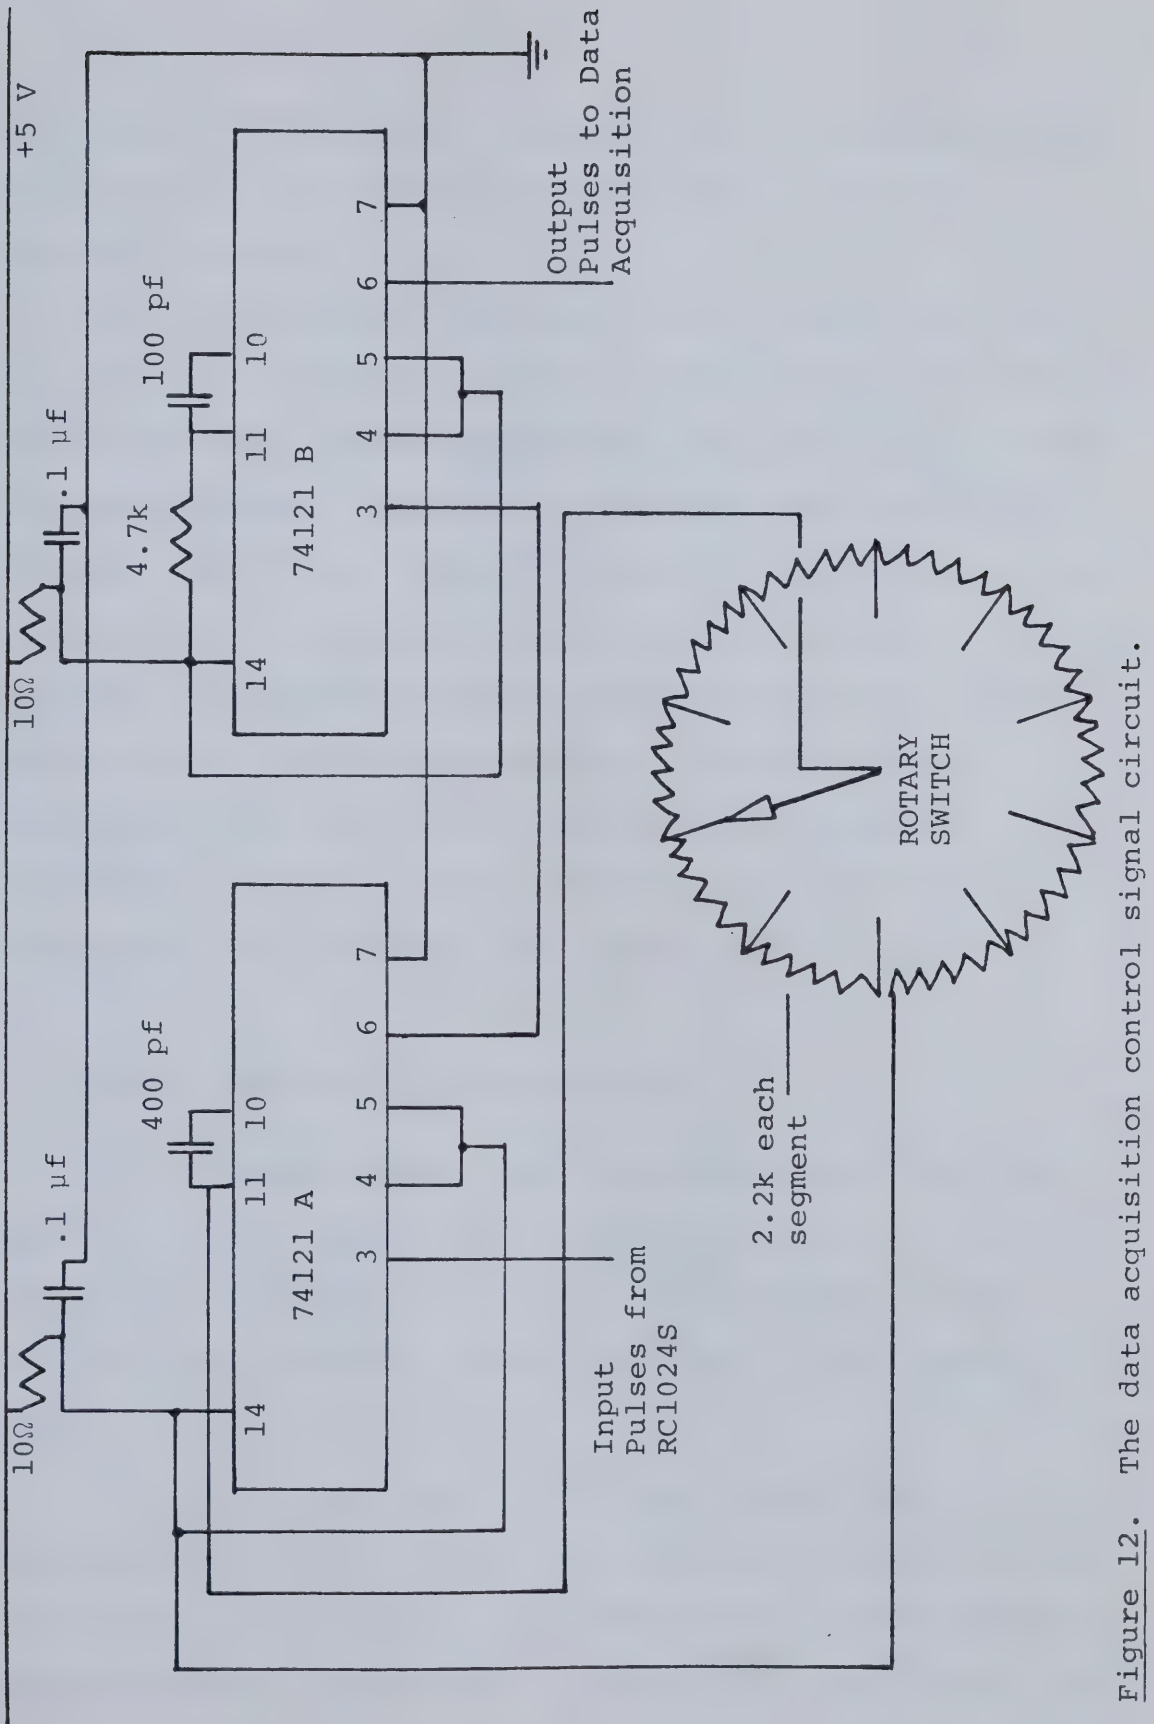 +5 V
10Ω
.1 µf
10Ω
.1 µf
400 pf
4.7k
100 pf
14
11
10
74121 A
3
4
5
6
7
14
11
10
74121 B
3
4
5
6
7
Input
Pulses from
RC1024S
Output
Pulses to Data
Acquisition
2.2k each
segment
ROTARY
SWITCH
Figure 12. The data acquisition control signal circuit.